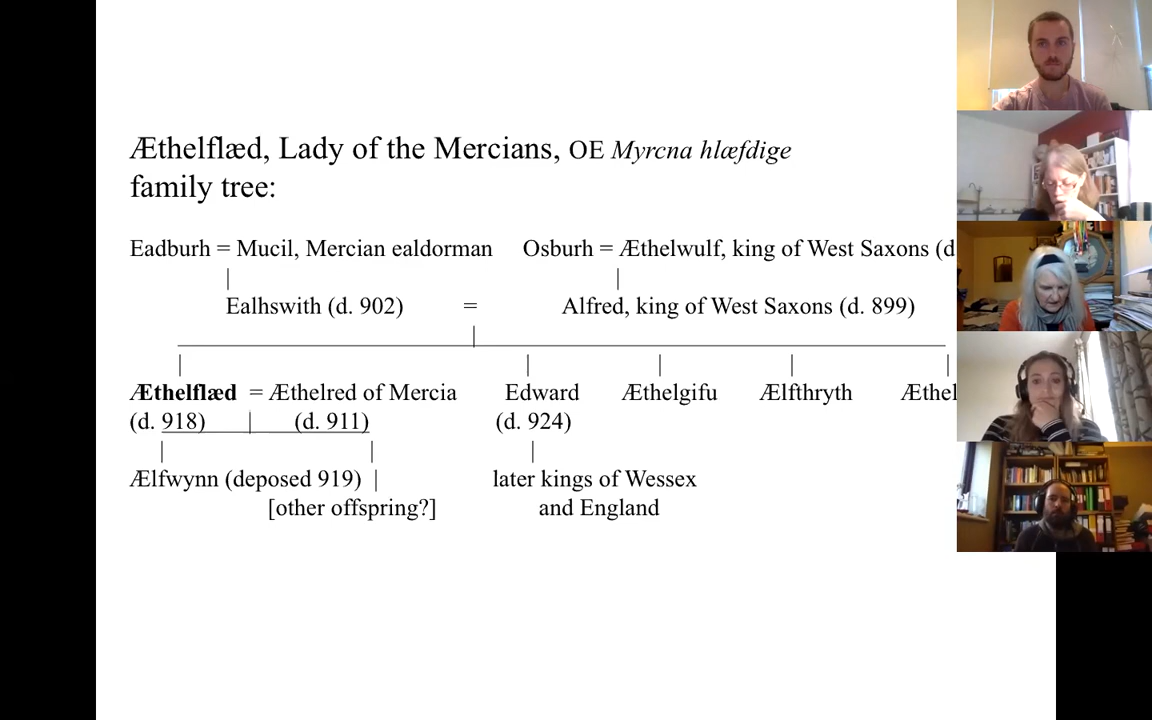 Æthelflæd, Lady of the Mercians, OE Myrcna hlæfdige
family tree:
Eadburh = Mucil, Mercian ealdorman Osburh = Æthelwulf, king of West Saxons (d
Ealhswith (d. 902) = Alfred, king of West Saxons (d. 899)
Æthelflæd = Æthelred of Mercia Edward Æthelgifu Ælfthryth Æthel
(d. 918) (d. 911) (d. 924)
Ælfwynn (deposed 919) later kings of Wessex
[other offspring?] and England